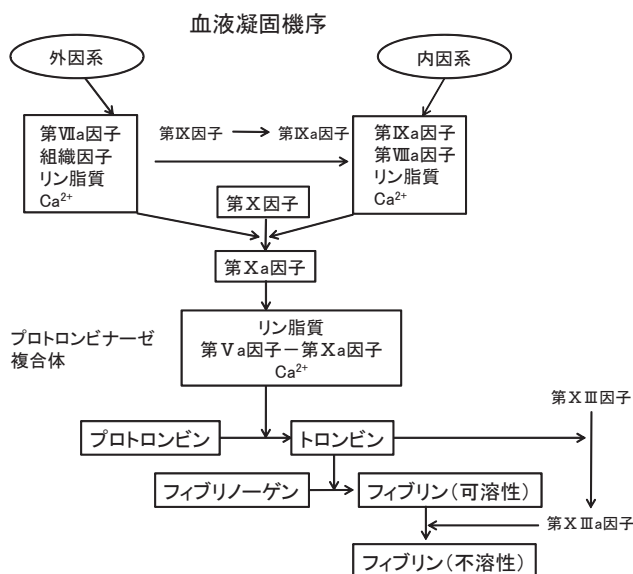 血液凝固機序
外因系
内因系
第Ⅶa因子
組織因子
リン脂質
Ca²⁺
第Ⅸ因子
第Ⅸa因子
第Ⅸa因子
第Ⅷa因子
リン脂質
Ca²⁺
第Ⅹ因子
第Ⅹa因子
プロトロンビナーゼ
複合体
リン脂質
第Ⅴa因子－第Ⅹa因子
Ca²⁺
第ⅩⅢ因子
プロトロンビン
トロンビン
フィブリノーゲン
フィブリン（可溶性）
第ⅩⅢa因子
フィブリン（不溶性）